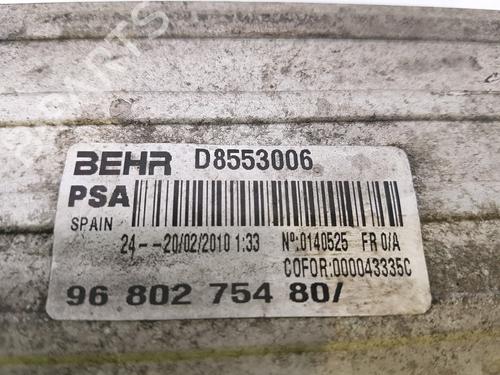 BEHR D8553006
PSA
SPAIN
24--20/02/2010 1:33 Nº:0140525 FR 0/A
COFOR:000043335C
96 802 754 80/